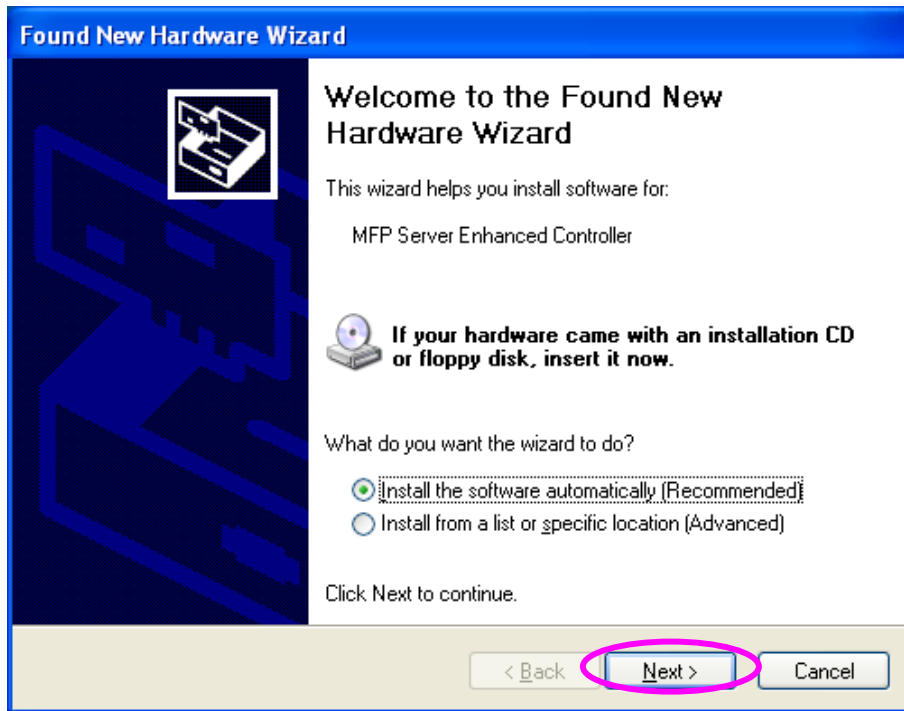 Found New Hardware Wizard
Welcome to the Found New
Hardware Wizard
This wizard helps you install software for:
MFP Server Enhanced Controller
If your hardware came with an installation CD
or floppy disk, insert it now.
What do you want the wizard to do?
Install the software automatically (Recommended)
Install from a list or specific location (Advanced)
Click Next to continue.
< Back Next > Cancel